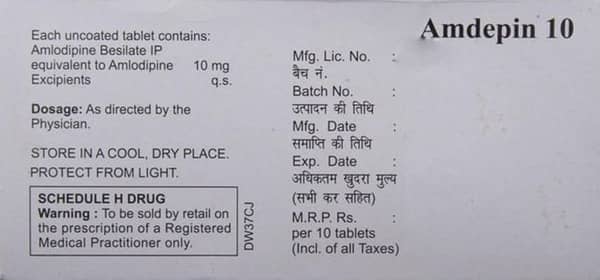 Amdepin 10
Each uncoated tablet contains:
Amlodipine Besilate IP
equivalent to Amlodipine 10 mg
Excipients q.s.
Dosage: As directed by the
Physician.
STORE IN A COOL, DRY PLACE.
PROTECT FROM LIGHT.
SCHEDULE H DRUG
Warning : To be sold by retail on
the prescription of a Registered
Medical Practitioner only.
DW37CJ
Mfg. Lic. No. :
बैच नं.
Batch No. :
उत्पादन की तिथि
Mfg. Date :
समाप्ति की तिथि
Exp. Date :
अधिकतम खुदरा मुल्य
(सभी कर सहित) :
M.R.P. Rs. :
per 10 tablets
(Incl. of all Taxes)